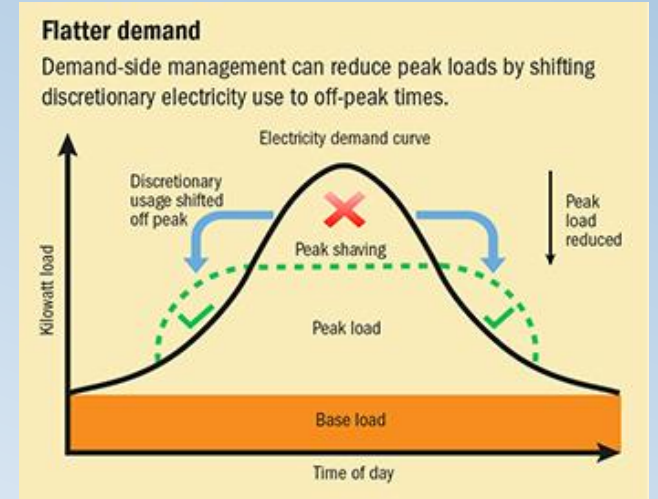 Flatter demand
Demand-side management can reduce peak loads by shifting
discretionary electricity use to off-peak times.
Electricity demand curve
Discretionary
usage shifted
off peak
Peak
load
reduced
Peak shaving
Kilowatt load
Peak load
Base load
Time of day